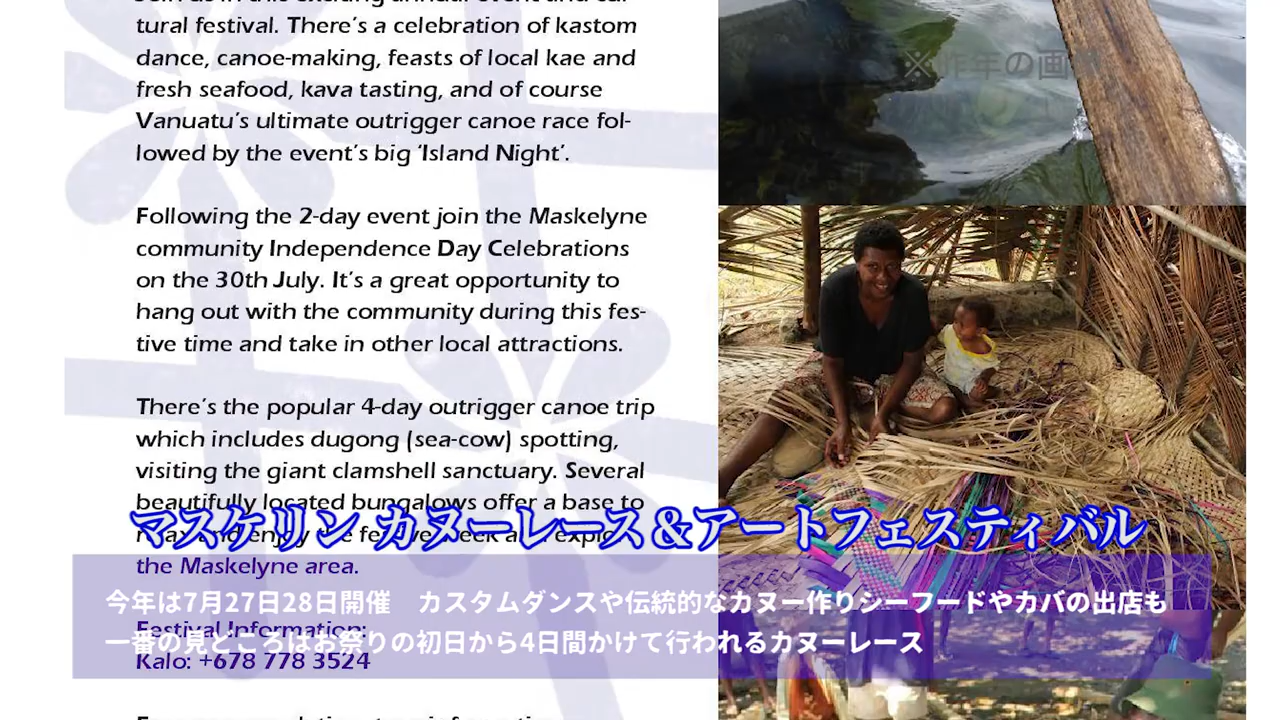 tural festival. There's a celebration of kastom
dance, canoe-making, feasts of local kae and
fresh seafood, kava tasting, and of course
Vanuatu's ultimate outrigger canoe race fol-
lowed by the event's big 'Island Night'.
Following the 2-day event join the Maskelyne
community Independence Day Celebrations
on the 30th July. It's a great opportunity to
hang out with the community during this fes-
tive time and take in other local attractions.
There's the popular 4-day outrigger canoe trip
which includes dugong (sea-cow) spotting,
visiting the giant clamshell sanctuary. Several
beautifully located bungalows offer a base to
the Maskelyne area.
Festival Information:
Kalo: +678 778 3524
※昨年の画
マスケリン カヌーレース&アートフェスティバル
今年は7月27日28日開催　カスタムダンスや伝統的なカヌー作りシーフードやカバの出店も
一番の見どころはお祭りの初日から4日間かけて行われるカヌーレース